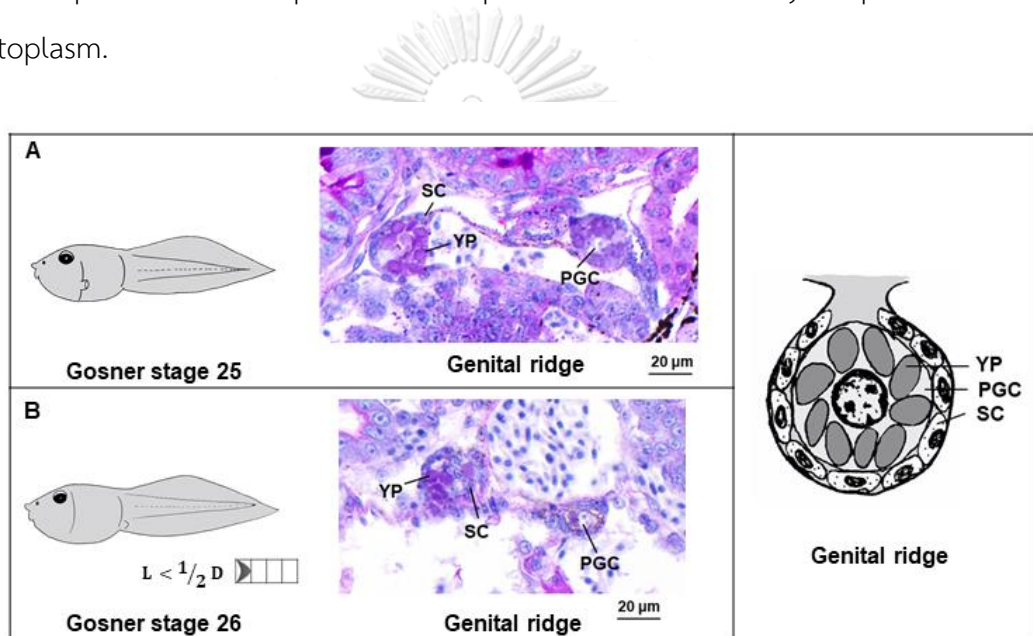 toplasm.
A
SC
YP
PGC
Gosner stage 25
Genital ridge
20 µm
B
YP
SC
PGC
L < 1/2 D
Gosner stage 26
Genital ridge
20 µm
YP
PGC
SC
Genital ridge